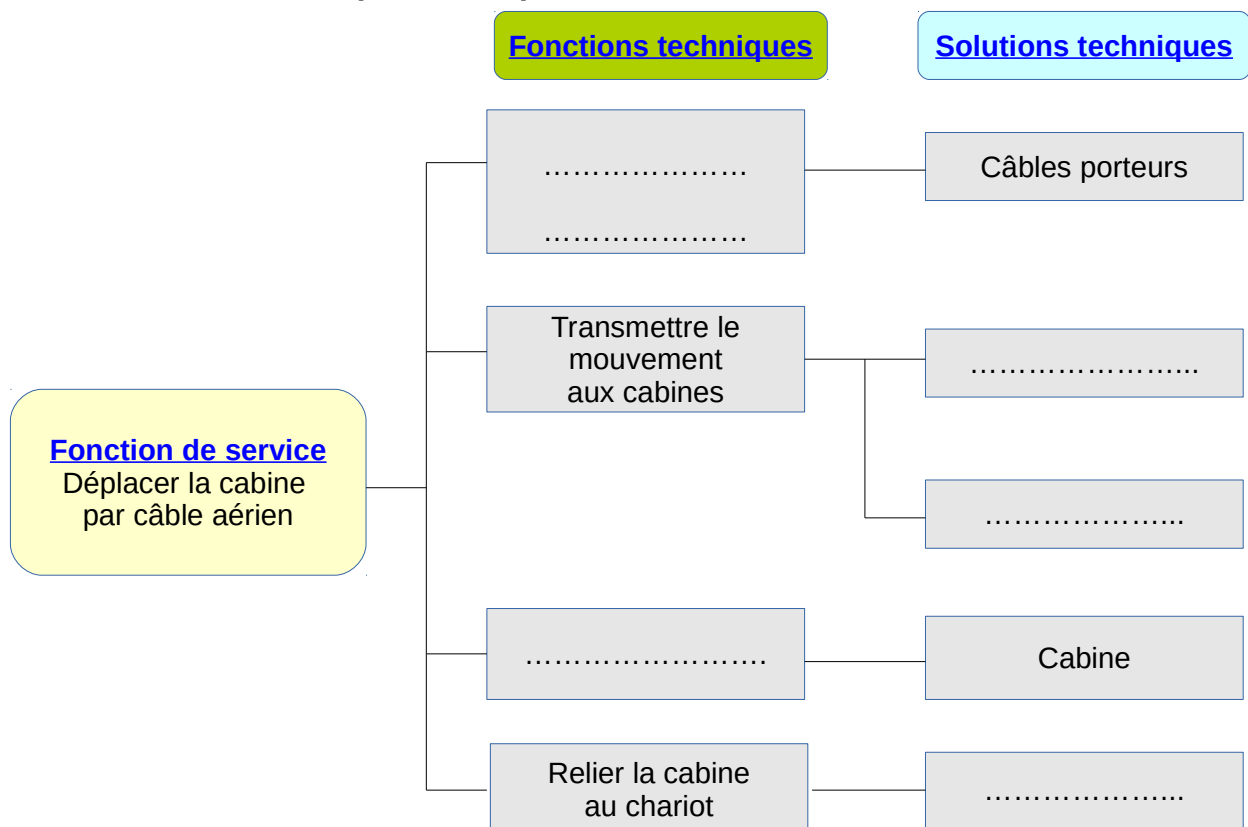 Fonctions techniques
Solutions techniques
…………………
…………………
Câbles porteurs
Transmettre le
mouvement
aux cabines
…………………...
………………...
Fonction de service
Déplacer la cabine
par câble aérien
…………………….
Cabine
Relier la cabine
au chariot
………………...